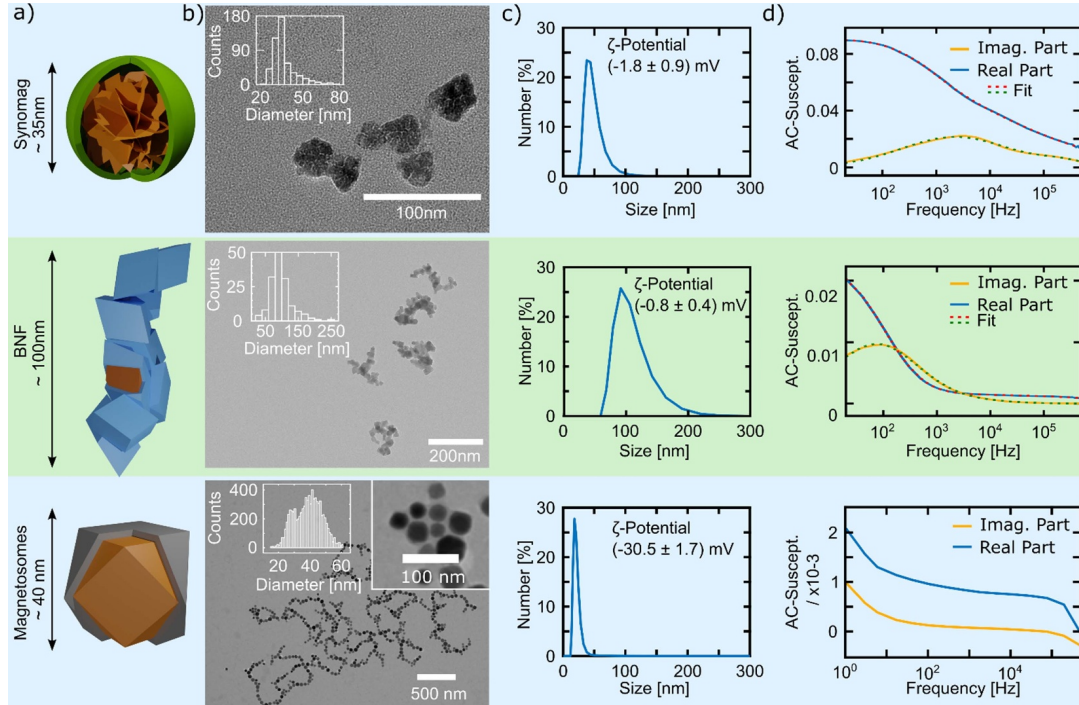 a)
b)
c)
d)
Synomag
~ 35nm
Counts
180
90
0
20
40
60
80
Diameter [nm]
100nm
Number [%]
30
20
10
0
ζ-Potential
(-1.8 ± 0.9) mV
0
100
200
300
Size [nm]
AC-Suscept.
0.08
0.04
0
Imag. Part
Real Part
Fit
10²
10³
10⁴
10⁵
Frequency [Hz]
BNF
~ 100nm
Counts
50
25
0
50
150
250
Diameter [nm]
200nm
Number [%]
30
20
10
0
ζ-Potential
(-0.8 ± 0.4) mV
0
100
200
300
Size [nm]
AC-Suscept.
0.02
0.01
0
Imag. Part
Real Part
Fit
10²
10³
10⁴
10⁵
Frequency [Hz]
Magnetosomes
~ 40 nm
Counts
400
200
0
20
40
60
Diameter [nm]
100 nm
500 nm
Number [%]
30
20
10
0
ζ-Potential
(-30.5 ± 1.7) mV
0
100
200
300
Size [nm]
AC-Suscept.
/ x10-3
2
1
0
Imag. Part
Real Part
10⁰
10²
10⁴
Frequency [Hz]